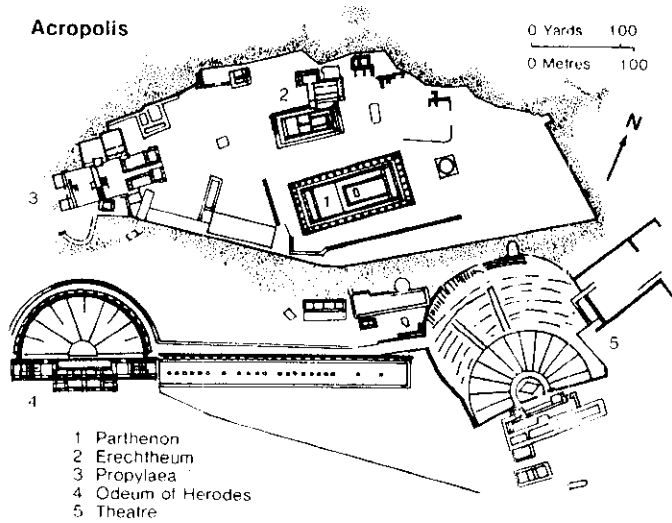 Acropolis
0 Yards 100
0 Metres 100
N
2
3
1
5
4
1 Parthenon
2 Erechtheum
3 Propylaea
4 Odeum of Herodes
5 Theatre